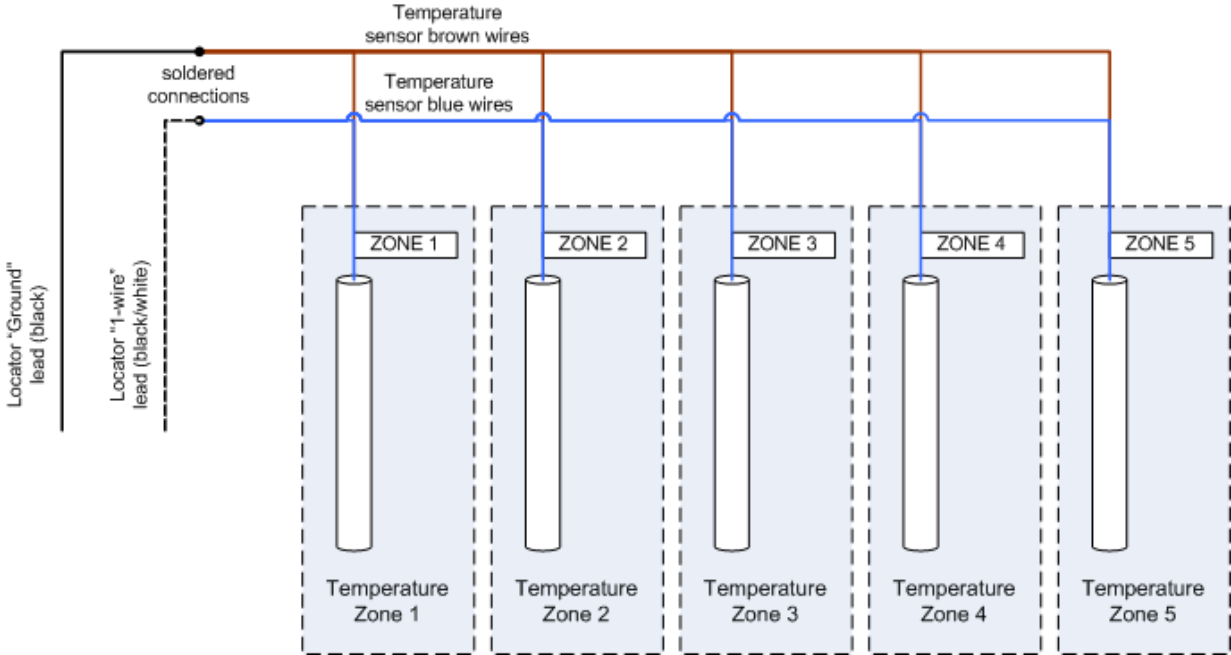 Temperature
sensor brown wires
soldered
connections
Temperature
sensor blue wires
Locator "Ground"
lead (black)
Locator "1-wire"
lead (black/white)
ZONE 1
ZONE 2
ZONE 3
ZONE 4
ZONE 5
Temperature
Zone 1
Temperature
Zone 2
Temperature
Zone 3
Temperature
Zone 4
Temperature
Zone 5